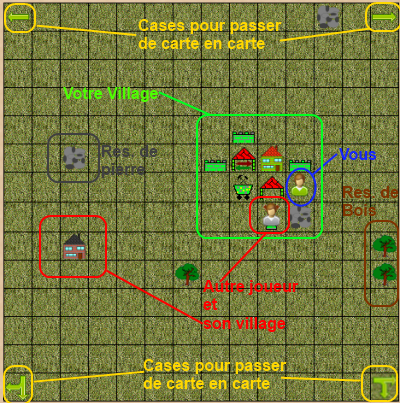 Cases pour passer
de carte en carte
Votre Village
Res. de
pierre
Vous
Res. de
Bois
Autre joueur
et
son village
Cases pour passer
de carte en carte